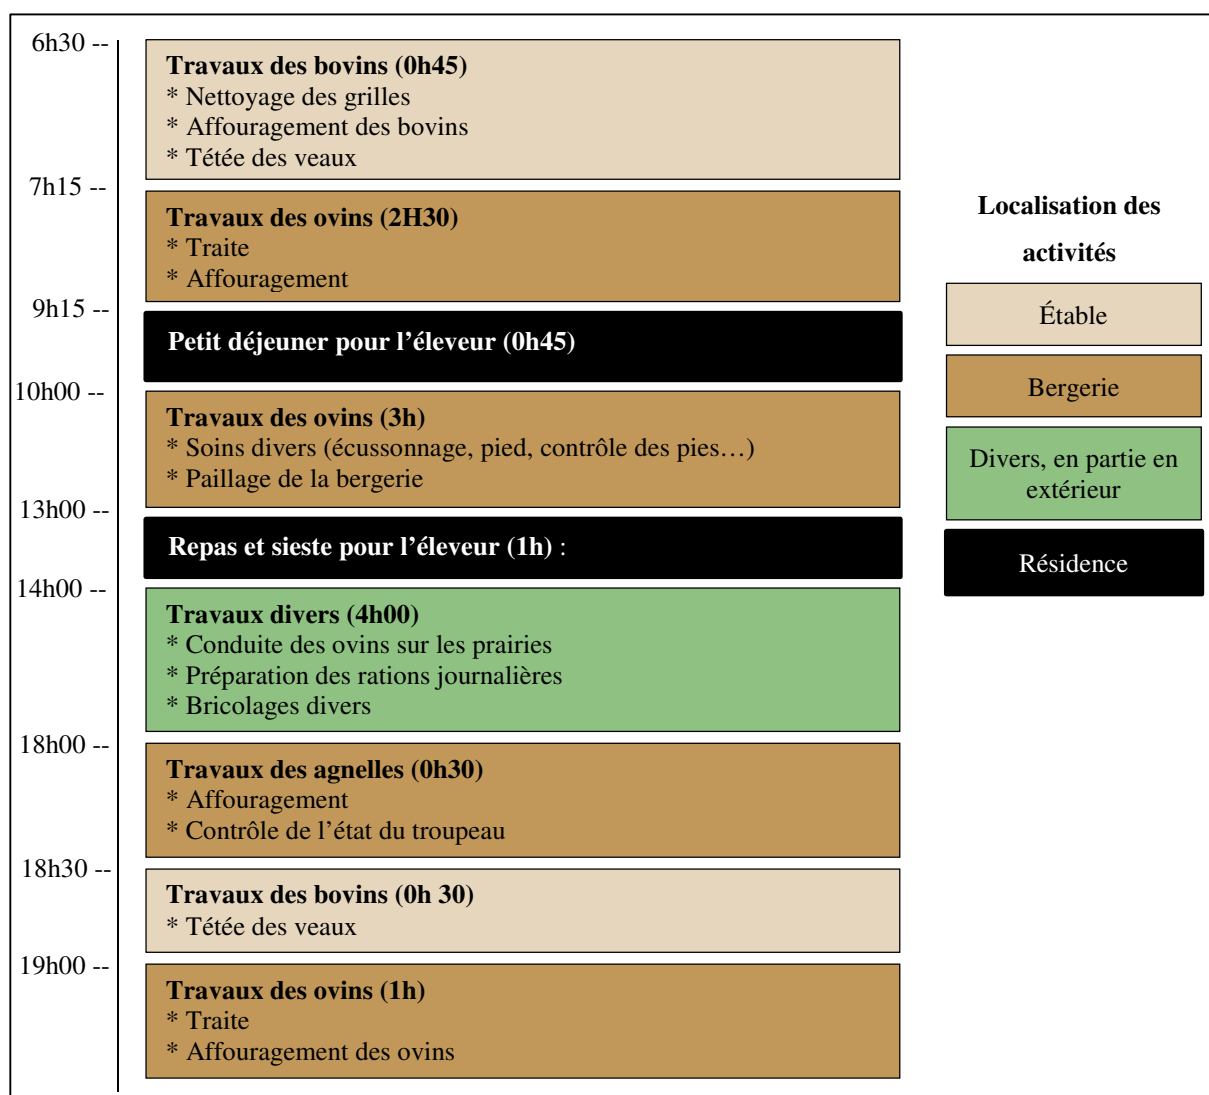 6h30 --
Travaux des bovins (0h45)
* Nettoyage des grilles
* Affouragement des bovins
* Tétée des veaux
7h15 --
Travaux des ovins (2H30)
* Traite
* Affouragement
9h15 --
Petit déjeuner pour l’éleveur (0h45)
10h00 --
Travaux des ovins (3h)
* Soins divers (écussonnage, pied, contrôle des pies…)
* Paillage de la bergerie
13h00 --
Repas et sieste pour l’éleveur (1h) :
14h00 --
Travaux divers (4h00)
* Conduite des ovins sur les prairies
* Préparation des rations journalières
* Bricolages divers
18h00 --
Travaux des agnelles (0h30)
* Affouragement
* Contrôle de l’état du troupeau
18h30 --
Travaux des bovins (0h 30)
* Tétée des veaux
19h00 --
Travaux des ovins (1h)
* Traite
* Affouragement des ovins
Localisation des
activités
Étable
Bergerie
Divers, en partie en
extérieur
Résidence